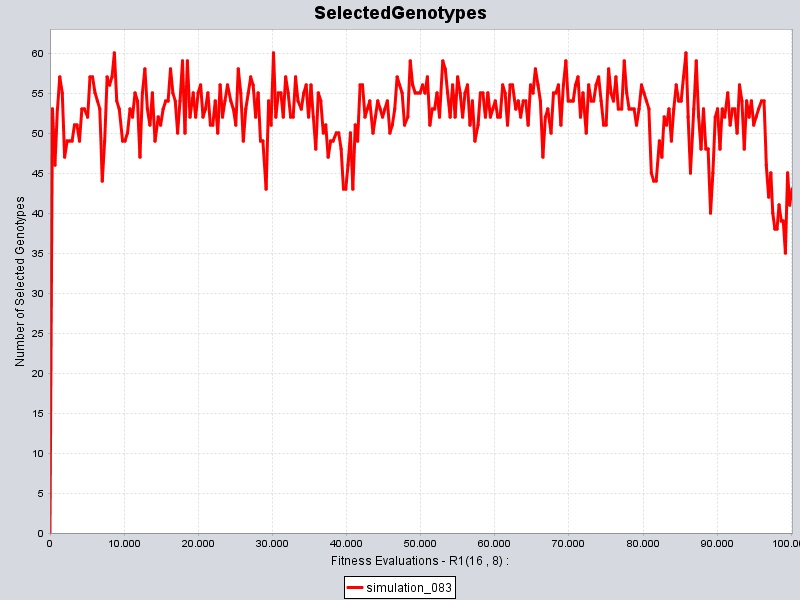 SelectedGenotypes
Number of Selected Genotypes
60
55
50
45
40
35
30
25
20
15
10
5
0
0 10.000 20.000 30.000 40.000 50.000 60.000 70.000 80.000 90.000 100.00
Fitness Evaluations - R1(16 , 8) :
simulation_083